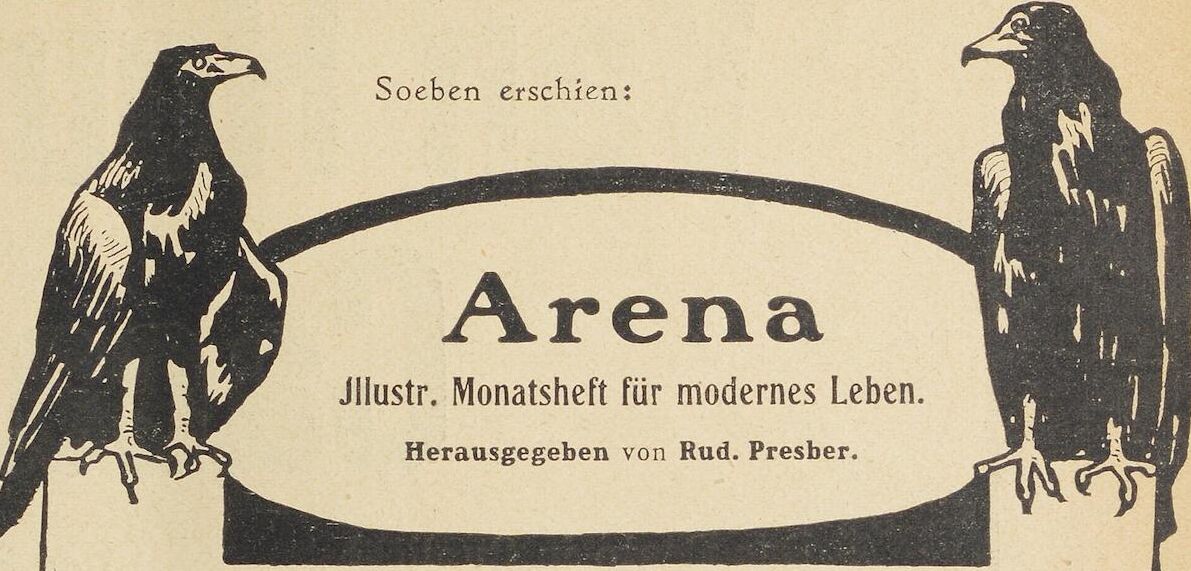 Soeben erschien:
Arena
Jllustr. Monatsheft für modernes Leben.
Herausgegeben von Rud. Presber.